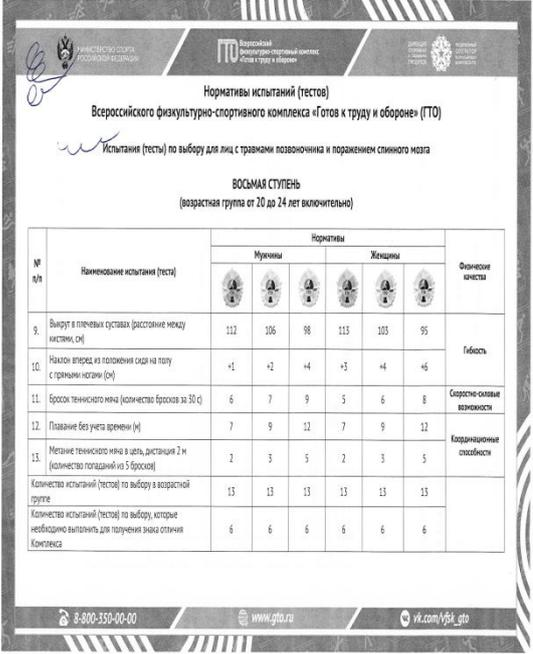 МИНИСТЕРСТВО СПОРТА
РОССИЙСКОЙ ФЕДЕРАЦИИ
ГТО
Всероссийский
физкультурно-спортивный комплекс
«Готов к труду и обороне»
Нормативы испытаний (тестов)
Всероссийского физкультурно-спортивного комплекса «Готов к труду и обороне» (ГТО)
Испытания (тесты) по выбору для лиц с травмами позвоночника и поражением спинного мозга
ВОСЬМАЯ СТУПЕНЬ
(возрастная группа от 20 до 24 лет включительно)
№ п/п Наименование испытания (теста) Нормативы Физические качества
Мужчины Женщины
9. Выкрут в плечевых суставах (расстояние между кистями, см) 112 106 98 113 103 95 Гибкость
10. Наклон вперед из положения сидя на полу с прямыми ногами (см) +1 +2 +4 +3 +4 +6
11. Бросок теннисного мяча (количество бросков за 30 с) 6 7 9 5 6 8 Скоростно-силовые возможности
12. Плавание без учета времени (м) 7 9 12 7 9 12 Координационные способности
13. Метание теннисного мяча в цель, дистанция 2 м (количество попаданий из 5 бросков) 2 3 5 2 3 5
Количество испытаний (тестов) по выбору в возрастной группе 13 13 13 13 13 13
Количество испытаний (тестов) по выбору, которые необходимо выполнить для получения знака отличия Комплекса 6 6 6 6 6 6
8-800-350-00-00 www.gto.ru vk.com/vfsk_gto